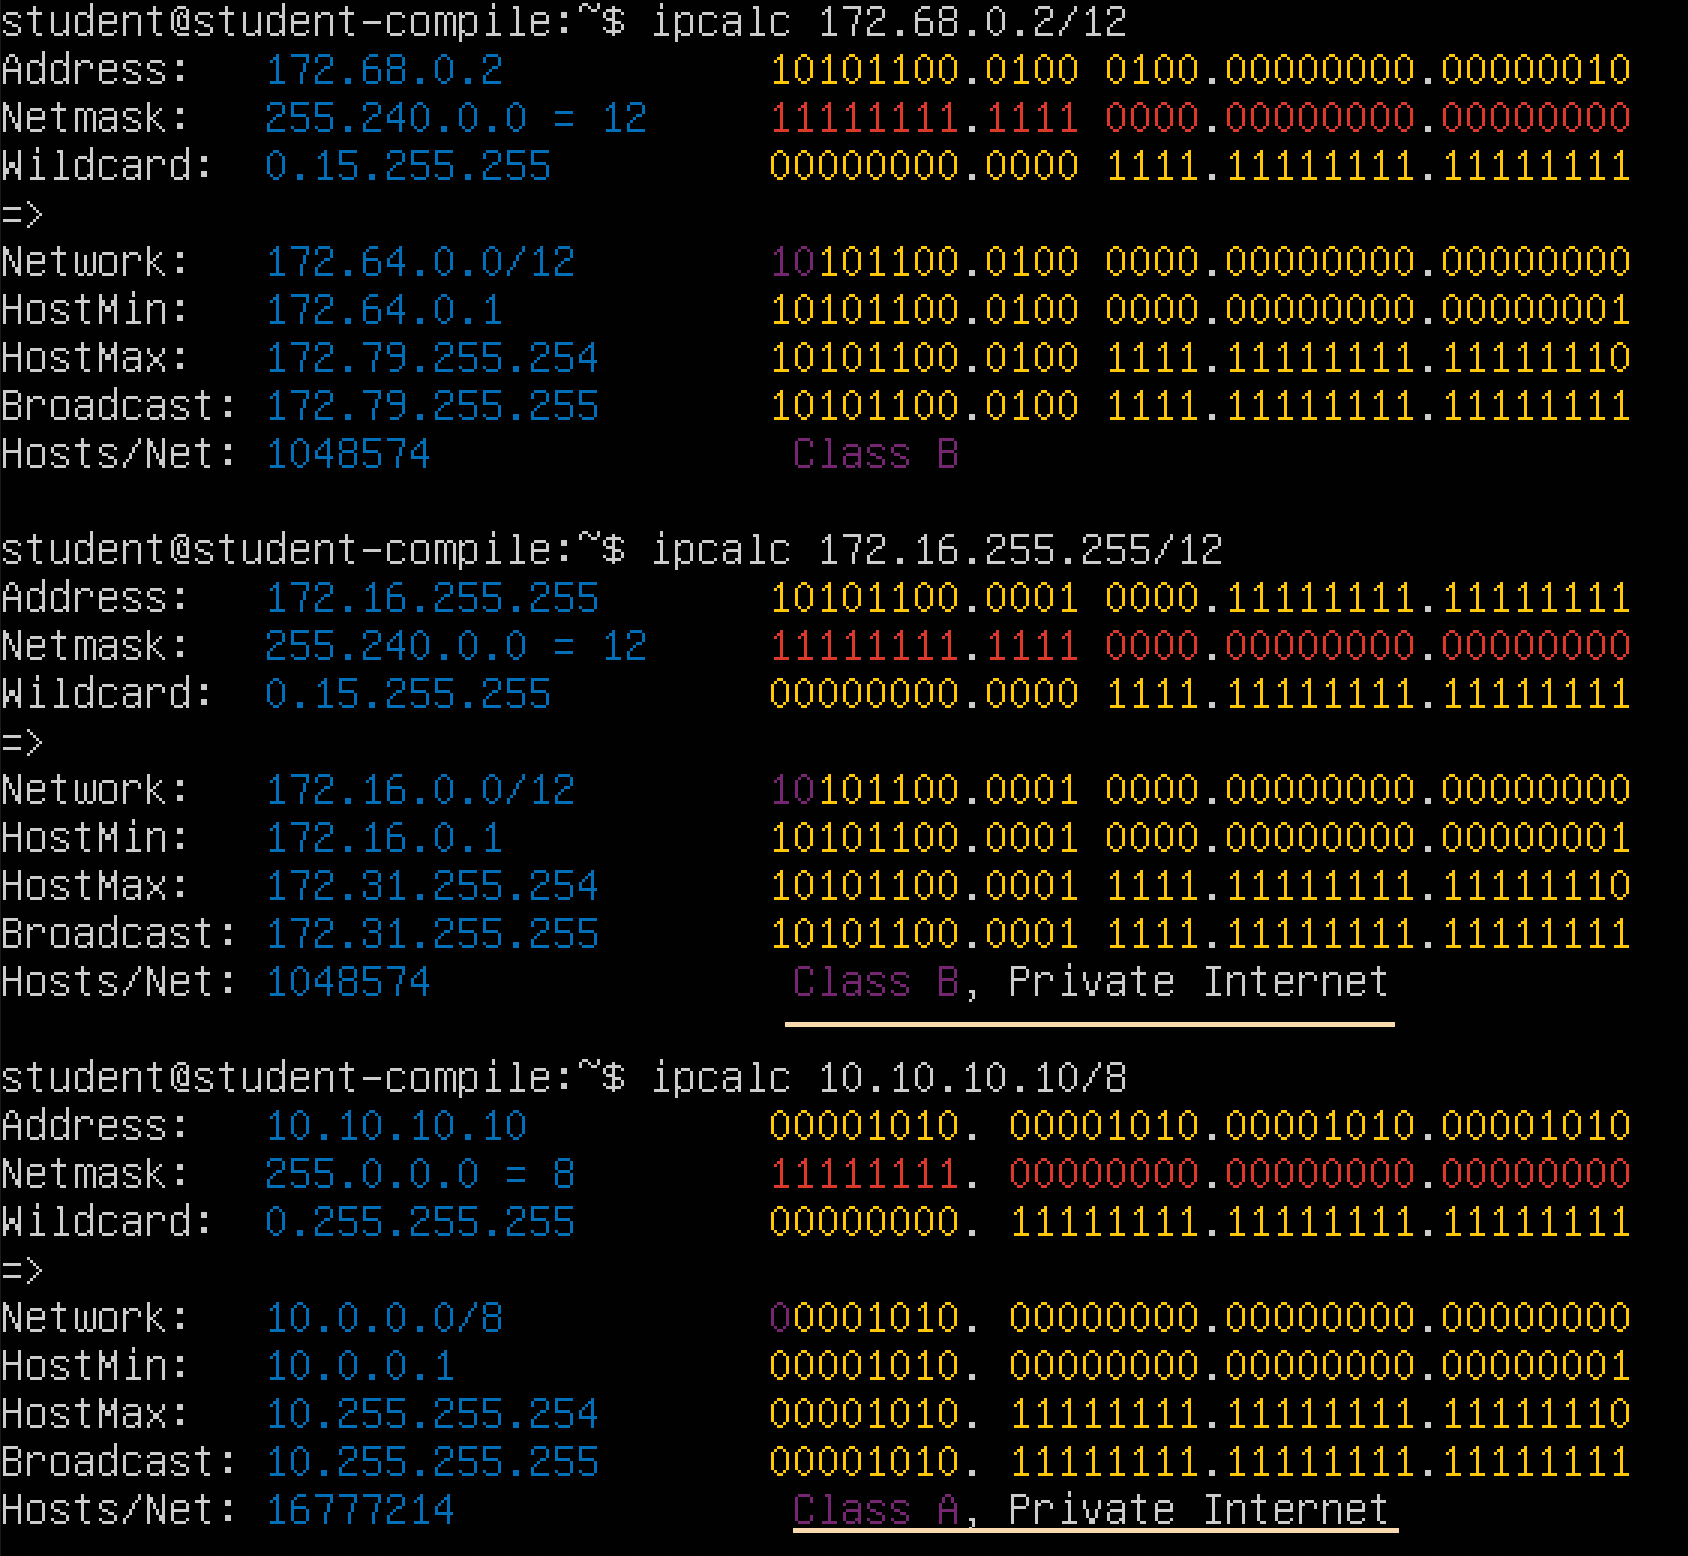 student@student-compile:~$ ipcalc 172.68.0.2/12
Address:   172.68.0.2           10101100.0100 0100.00000000.00000010
Netmask:   255.240.0.0 = 12     11111111.1111 0000.00000000.00000000
Wildcard:  0.15.255.255         00000000.0000 1111.11111111.11111111
=>
Network:   172.64.0.0/12        10101100.0100 0000.00000000.00000000
HostMin:   172.64.0.1           10101100.0100 0000.00000000.00000001
HostMax:   172.79.255.254       10101100.0100 1111.11111111.11111110
Broadcast: 172.79.255.255       10101100.0100 1111.11111111.11111111
Hosts/Net: 1048574               Class B

student@student-compile:~$ ipcalc 172.16.255.255/12
Address:   172.16.255.255       10101100.0001 0000.11111111.11111111
Netmask:   255.240.0.0 = 12     11111111.1111 0000.00000000.00000000
Wildcard:  0.15.255.255         00000000.0000 1111.11111111.11111111
=>
Network:   172.16.0.0/12        10101100.0001 0000.00000000.00000000
HostMin:   172.16.0.1           10101100.0001 0000.00000000.00000001
HostMax:   172.31.255.254       10101100.0001 1111.11111111.11111110
Broadcast: 172.31.255.255       10101100.0001 1111.11111111.11111111
Hosts/Net: 1048574               Class B, Private Internet

student@student-compile:~$ ipcalc 10.10.10.10/8
Address:   10.10.10.10          00001010. 00001010.00001010.00001010
Netmask:   255.0.0.0 = 8        11111111. 00000000.00000000.00000000
Wildcard:  0.255.255.255        00000000. 11111111.11111111.11111111
=>
Network:   10.0.0.0/8           00001010. 00000000.00000000.00000000
HostMin:   10.0.0.1             00001010. 00000000.00000000.00000001
HostMax:   10.255.255.254       00001010. 11111111.11111111.11111110
Broadcast: 10.255.255.255       00001010. 11111111.11111111.11111111
Hosts/Net: 16777214              Class A, Private Internet